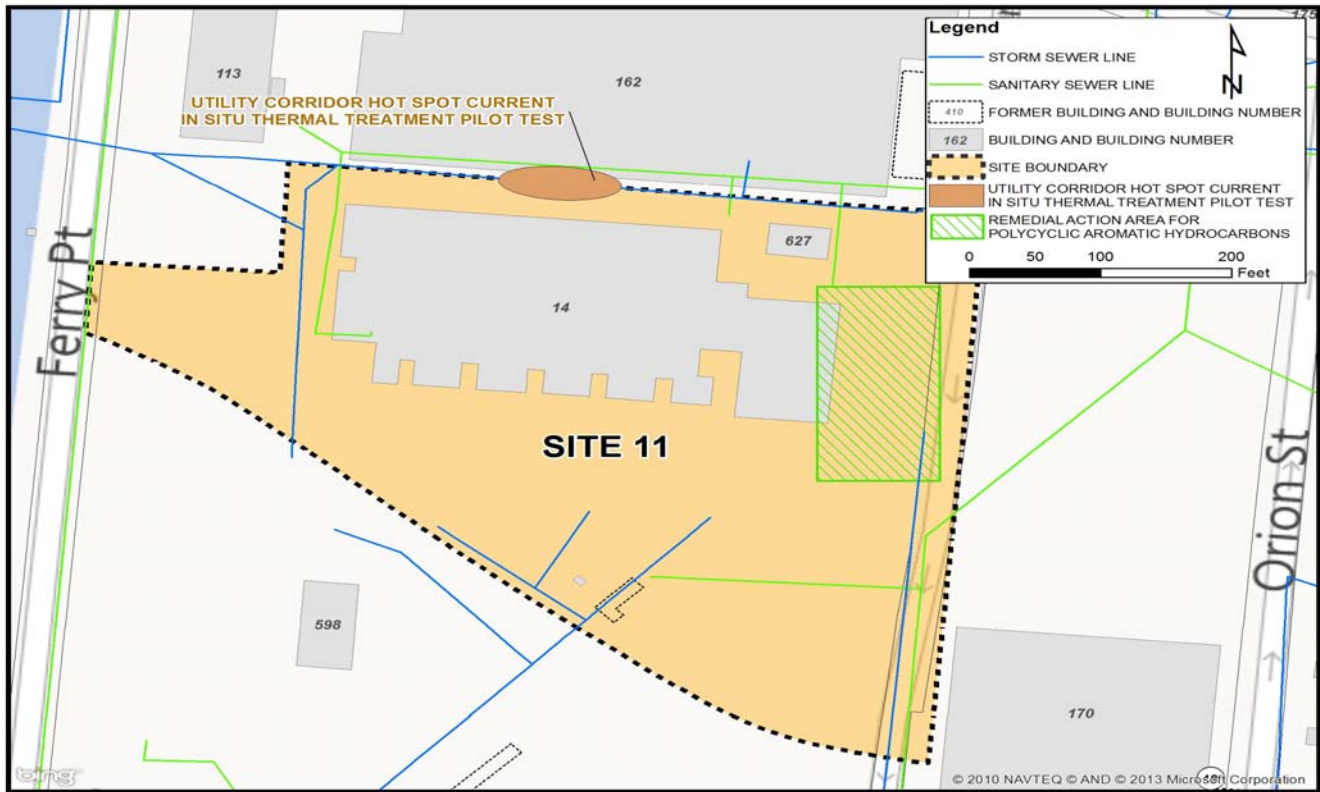 113
162
UTILITY CORRIDOR HOT SPOT CURRENT
IN SITU THERMAL TREATMENT PILOT TEST
Legend
N
STORM SEWER LINE
SANITARY SEWER LINE
410 FORMER BUILDING AND BUILDING NUMBER
162 BUILDING AND BUILDING NUMBER
SITE BOUNDARY
UTILITY CORRIDOR HOT SPOT CURRENT
IN SITU THERMAL TREATMENT PILOT TEST
REMEDIAL ACTION AREA FOR
POLYCYCLIC AROMATIC HYDROCARBONS
0 50 100 200
Feet
627
14
Ferry Pt
SITE 11
Orion St
598
170
bing
© 2010 NAVTEQ © AND © 2013 Microsoft Corporation